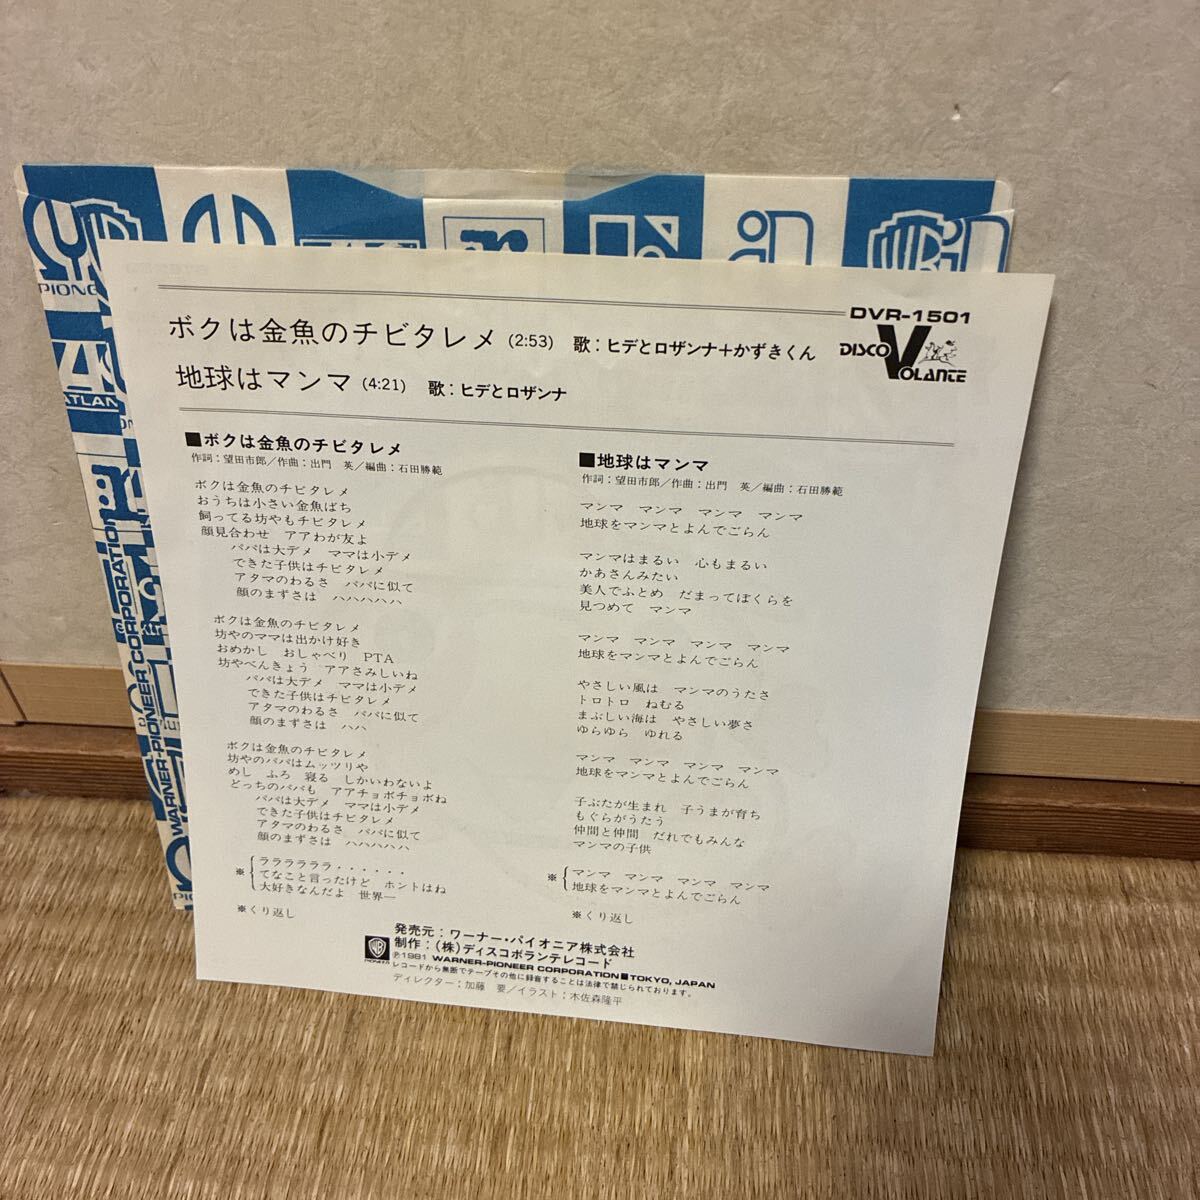 DVR-1501
DISCO VOLANTE
ボクは金魚のチビタレメ (2:53) 歌：ヒデとロザンナ＋かずきくん
地球はマンマ (4:21) 歌：ヒデとロザンナ
■ボクは金魚のチビタレメ
作詞：望田市郎／作曲：出門 英／編曲：石田勝範
ボクは金魚のチビタレメ
おうちは小さい金魚ばち
飼ってる坊やもチビタレメ
顔見合わせ アアわが友よ
パパは大デメ ママは小デメ
できた子供はチビタレメ
アタマのわるさ パパに似て
顔のまずさは ハハハハハ
ボクは金魚のチビタレメ
坊やのママは出かけ好き
おめかし おしゃべり PTA
坊やべんきょう アアさみしいね
パパは大デメ ママは小デメ
できた子供はチビタレメ
アタマのわるさ パパに似て
顔のまずさは ハハ
ボクは金魚のチビタレメ
坊やのパパはムッツリや
めし ふろ 寝る しかいわないよ
どっちのパパも アアチョボチョボね
パパは大デメ ママは小デメ
できた子供はチビタレメ
アタマのわるさ パパに似て
顔のまずさは ハハハハハ
※ ララララララ・・・・・・
てなこと言ったけど ホントはね
大好きなんだよ 世界一
※くり返し
■地球はマンマ
作詞：望田市郎／作曲：出門 英／編曲：石田勝範
マンマ マンマ マンマ マンマ
地球をマンマとよんでごらん
マンマはまるい 心もまるい
かあさんみたい
美人でふとめ だまってぼくらを
見つめて マンマ
マンマ マンマ マンマ マンマ
地球をマンマとよんでごらん
やさしい風は マンマのうたさ
トロトロ ねむる
まぶしい海は やさしい夢さ
ゆらゆら ゆれる
マンマ マンマ マンマ マンマ
地球をマンマとよんでごらん
子ぶたが生まれ 子うまが育ち
もぐらがうたう
仲間と仲間 だれでもみんな
マンマの子供
※ マンマ マンマ マンマ マンマ
地球をマンマとよんでごらん
※くり返し
発売元：ワーナー・パイオニア株式会社
制作：(株)ディスコボランテレコード
Ⓟ1981 WARNER-PIONEER CORPORATION■TOKYO, JAPAN
レコードから無断でテープその他に録音することは法律で禁じられております。
ディレクター：加藤 要／イラスト：木佐森隆平
PIONEER
WARNER-PIONEER CORPORATION